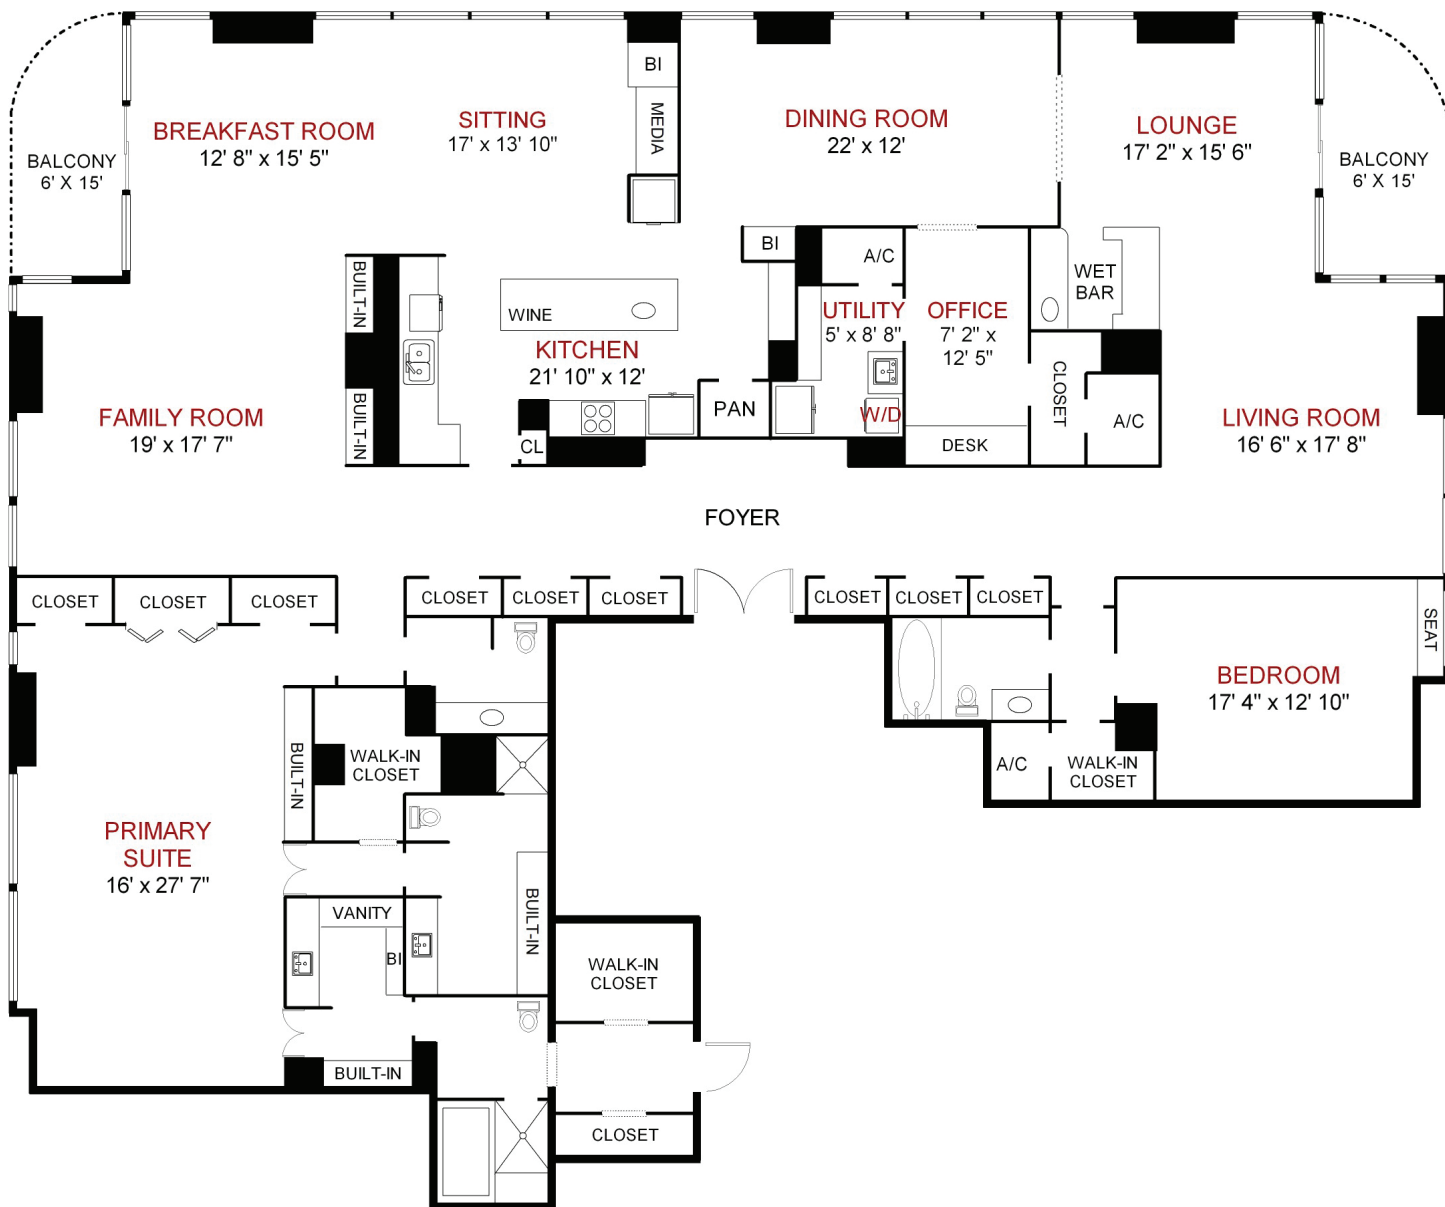 BREAKFAST ROOM
12' 8" x 15' 5"
SITTING
17' x 13' 10"
BI
MEDIA
DINING ROOM
22' x 12'
LOUNGE
17' 2" x 15' 6"
BALCONY
6' X 15'
BALCONY
6' X 15'
BUILT-IN
BUILT-IN
WINE
KITCHEN
21' 10" x 12'
BI
A/C
UTILITY
5' x 8' 8"
W/D
OFFICE
7' 2" x
12' 5"
DESK
WET
BAR
CLOSET
A/C
PAN
CL
FAMILY ROOM
19' x 17' 7"
LIVING ROOM
16' 6" x 17' 8"
FOYER
CLOSET
CLOSET
CLOSET
CLOSET
CLOSET
CLOSET
CLOSET
CLOSET
CLOSET
SEAT
BEDROOM
17' 4" x 12' 10"
A/C
WALK-IN
CLOSET
BUILT-IN
WALK-IN
CLOSET
PRIMARY
SUITE
16' x 27' 7"
VANITY
BI
BUILT-IN
BUILT-IN
WALK-IN
CLOSET
CLOSET